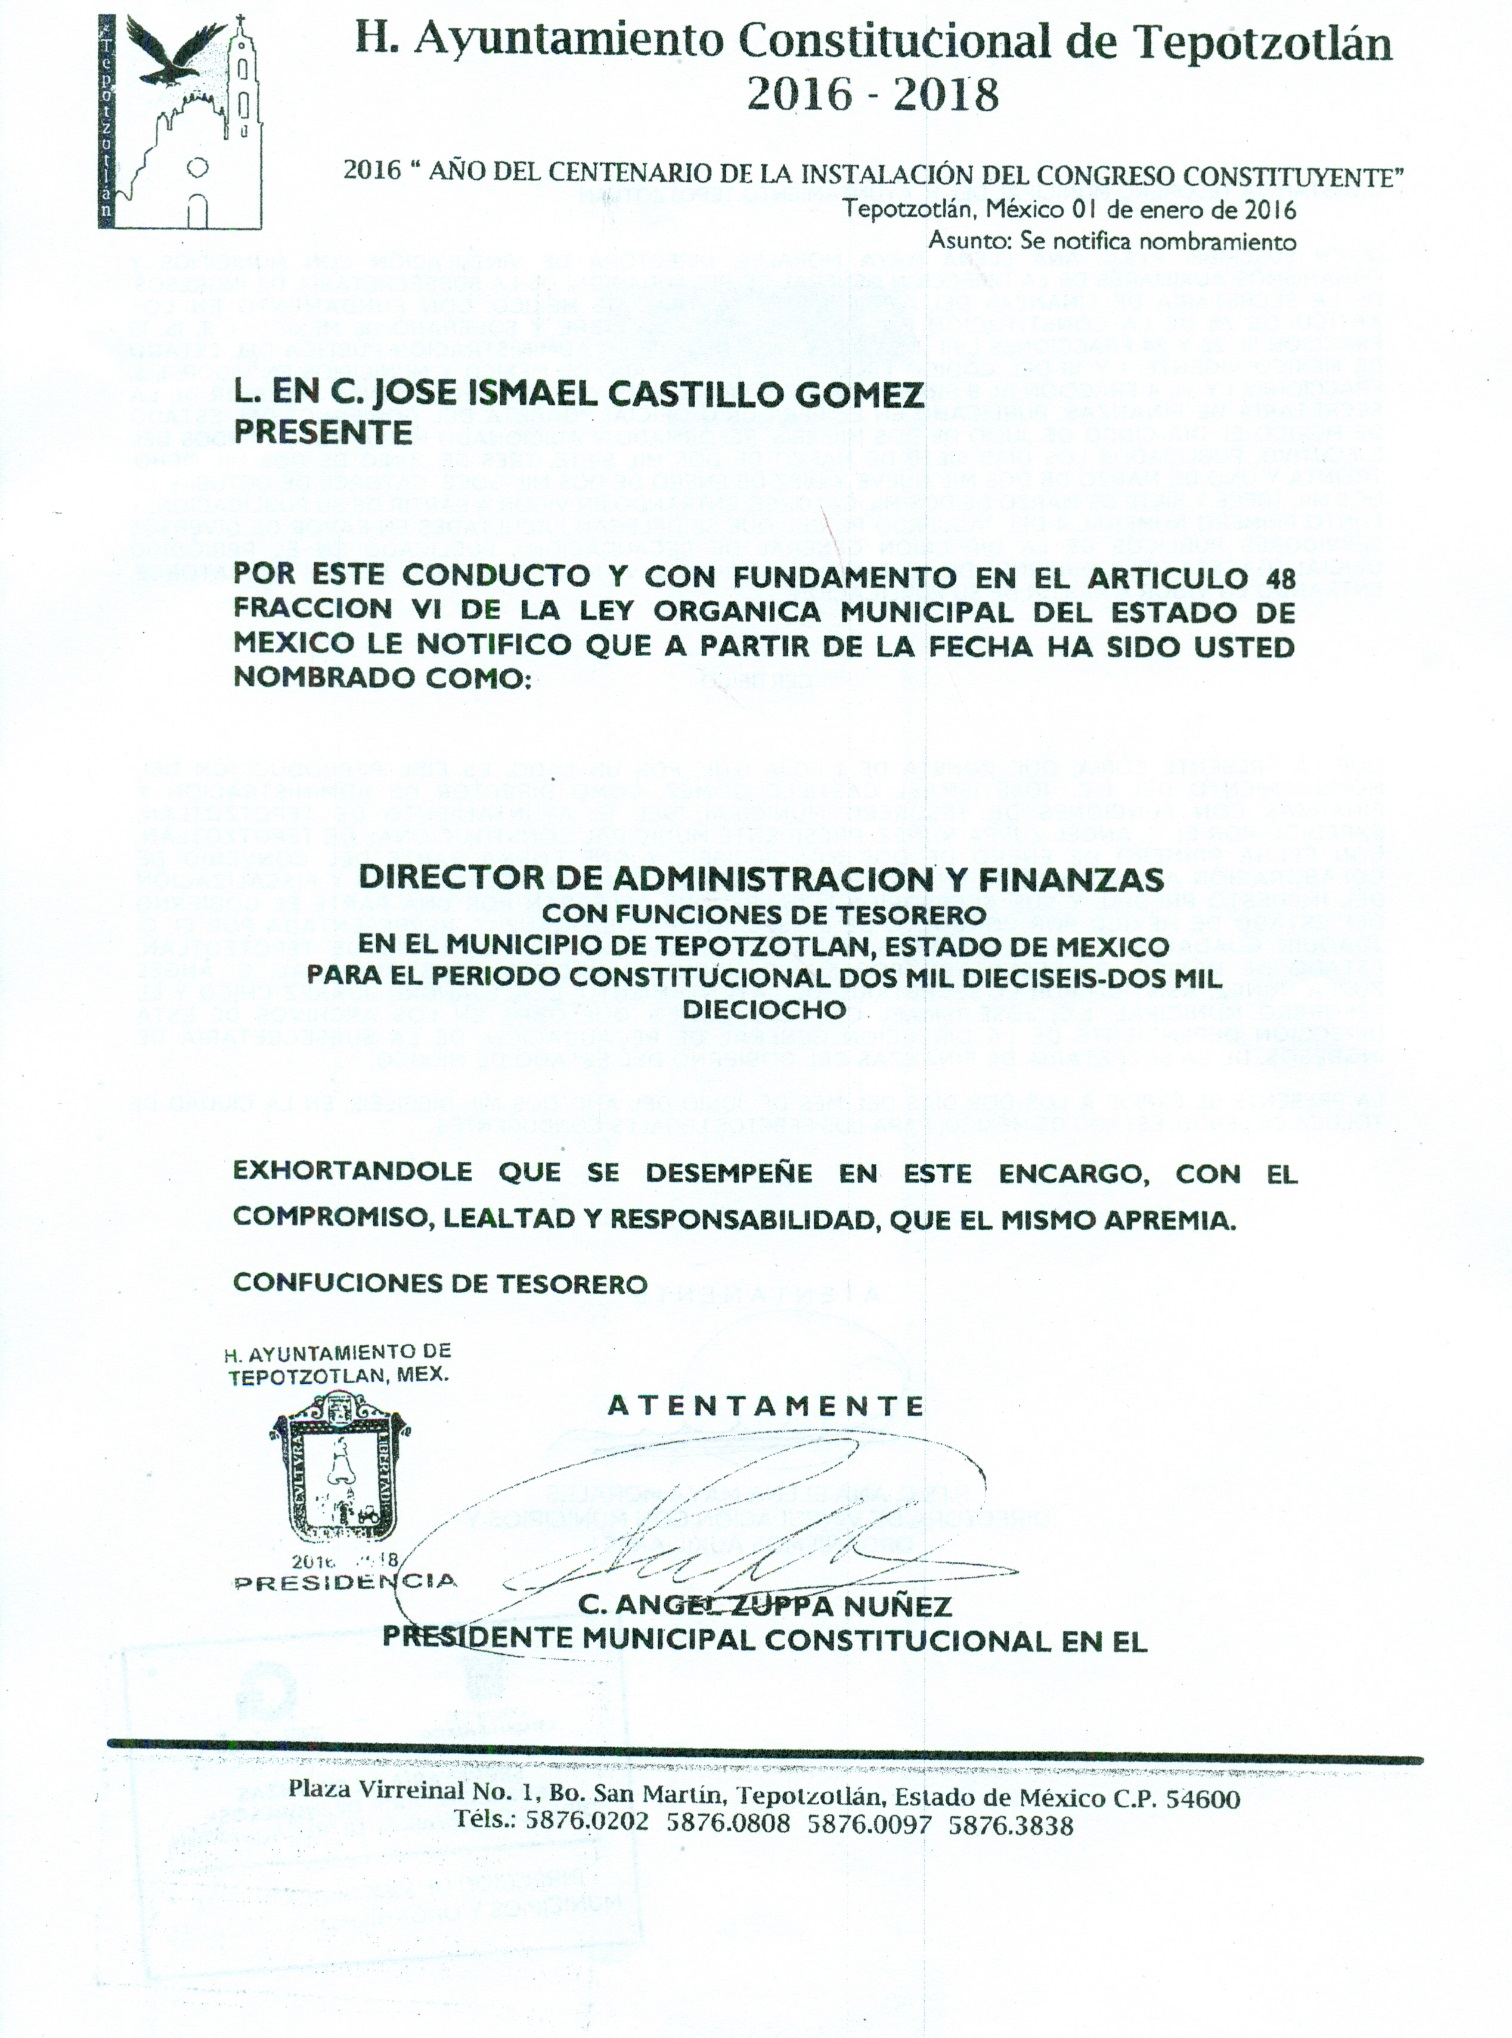 Tepotzotlán
H. Ayuntamiento Constitucional de Tepotzotlán
2016 - 2018
2016 “ AÑO DEL CENTENARIO DE LA INSTALACIÓN DEL CONGRESO CONSTITUYENTE”
Tepotzotlán, México 01 de enero de 2016
Asunto: Se notifica nombramiento
L. EN C. JOSE ISMAEL CASTILLO GOMEZ
PRESENTE
POR ESTE CONDUCTO Y CON FUNDAMENTO EN EL ARTICULO 48
FRACCION VI DE LA LEY ORGANICA MUNICIPAL DEL ESTADO DE
MEXICO LE NOTIFICO QUE A PARTIR DE LA FECHA HA SIDO USTED
NOMBRADO COMO:
DIRECTOR DE ADMINISTRACION Y FINANZAS
CON FUNCIONES DE TESORERO
EN EL MUNICIPIO DE TEPOTZOTLAN, ESTADO DE MEXICO
PARA EL PERIODO CONSTITUCIONAL DOS MIL DIECISEIS-DOS MIL
DIECIOCHO
EXHORTANDOLE QUE SE DESEMPEÑE EN ESTE ENCARGO, CON EL
COMPROMISO, LEALTAD Y RESPONSABILIDAD, QUE EL MISMO APREMIA.
CONFUCIONES DE TESORERO
H. AYUNTAMIENTO DE
TEPOTZOTLAN, MEX.
CVLTVRA
LIBERTAD
PRESIDENCIA
ATENTAMENTE
C. ANGEL ZUPPA NUÑEZ
PRESIDENTE MUNICIPAL CONSTITUCIONAL EN EL
Plaza Virreinal No. 1, Bo. San Martín, Tepotzotlán, Estado de México C.P. 54600
Téls.: 5876.0202 5876.0808 5876.0097 5876.3838